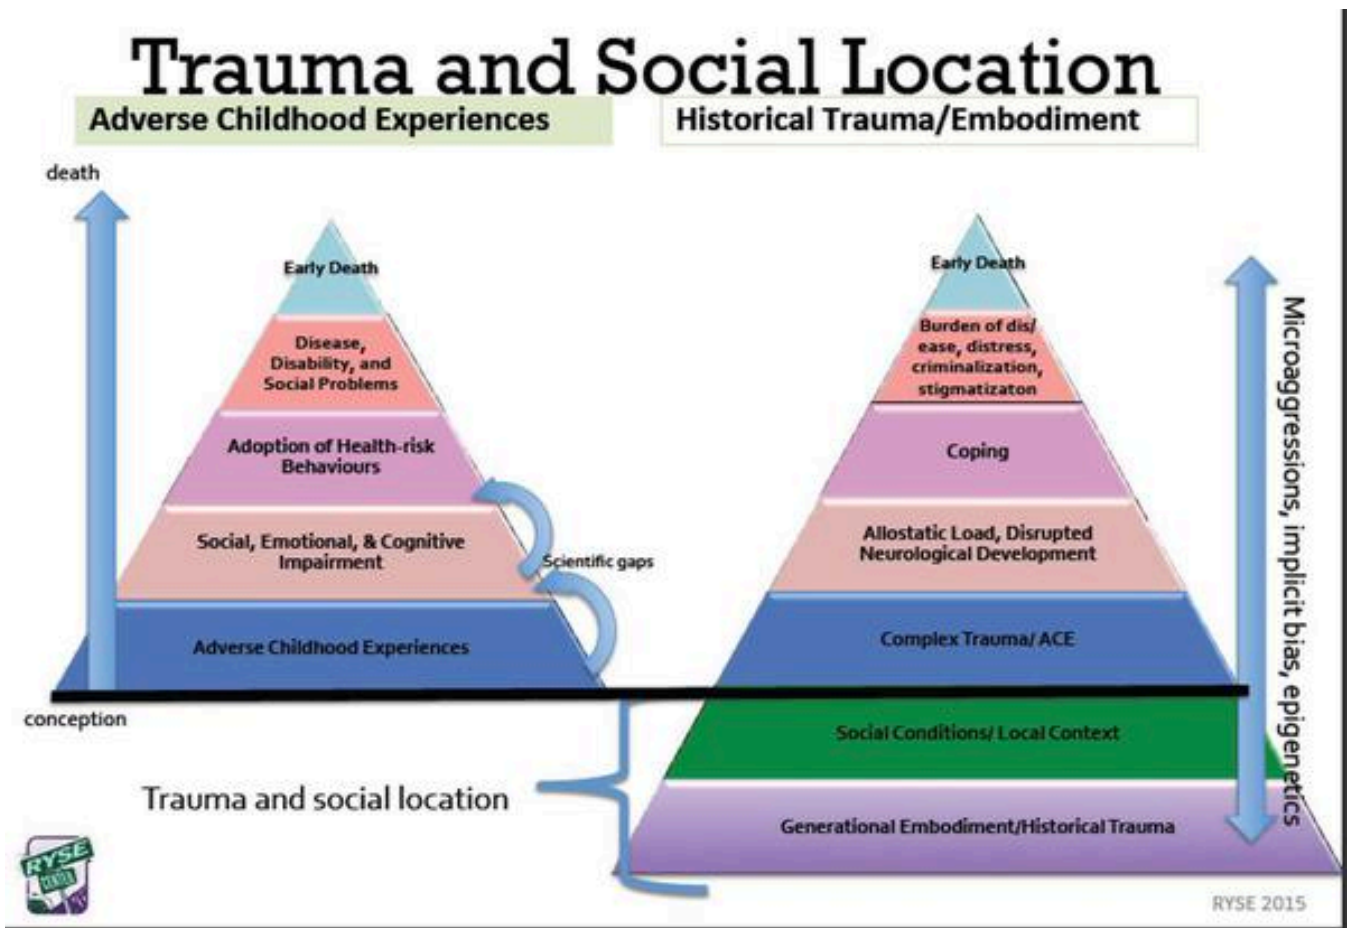 Trauma and Social Location
Adverse Childhood Experiences
Historical Trauma/Embodiment
death
Early Death
Disease,
Disability, and
Social Problems
Adoption of Health-risk
Behaviours
Social, Emotional, & Cognitive
Impairment
Scientific gaps
Adverse Childhood Experiences
conception
Early Death
Burden of dis/
ease, distress,
criminalization,
stigmatizaton
Coping
Allostatic Load, Disrupted
Neurological Development
Complex Trauma/ ACE
Social Conditions/ Local Context
Generational Embodiment/Historical Trauma
Microaggressions, implicit bias, epigenetics
Trauma and social location
RYSE
CENTER
RYSE 2015